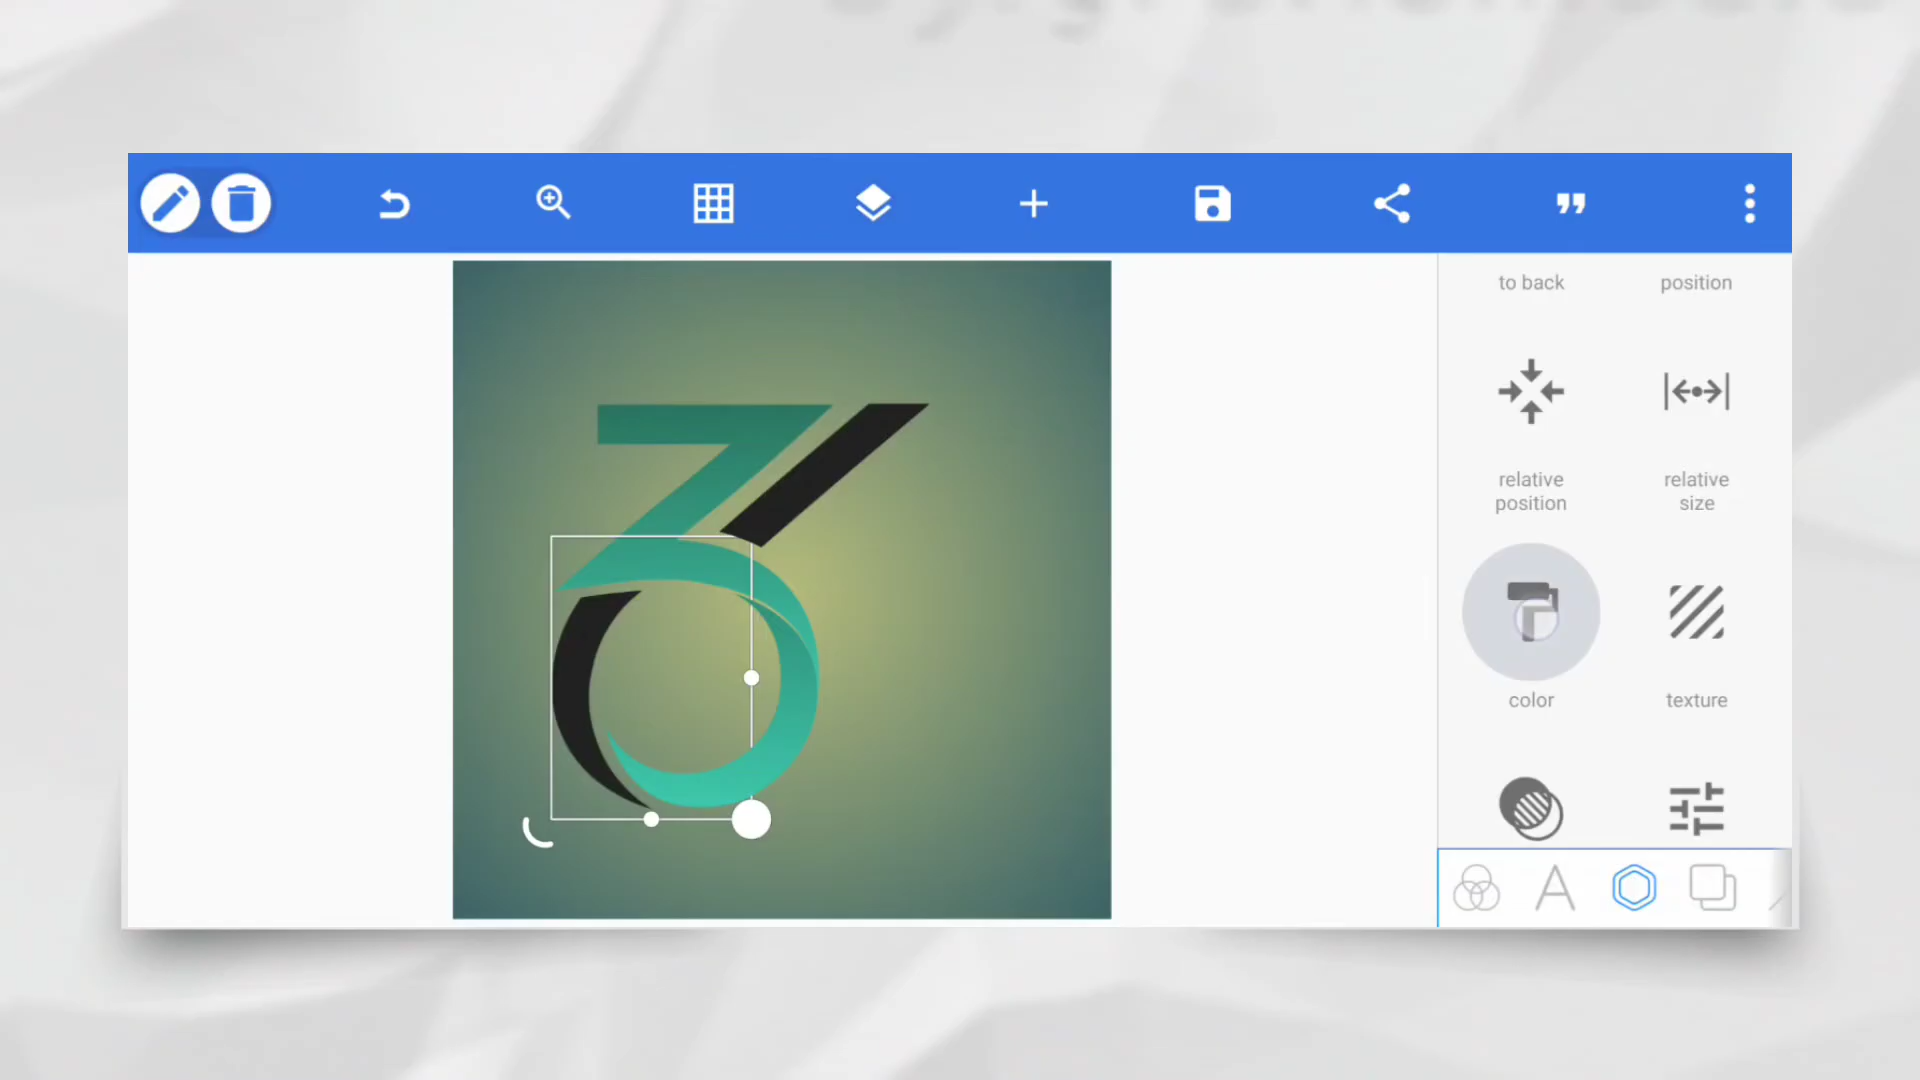 to back
position
relative
position
relative
size
color
texture